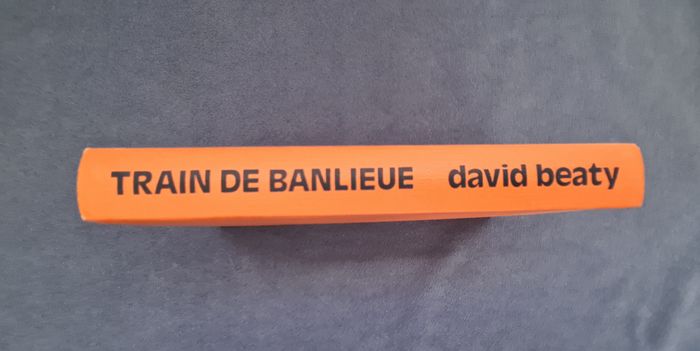 TRAIN DE BANLIEUE david beaty